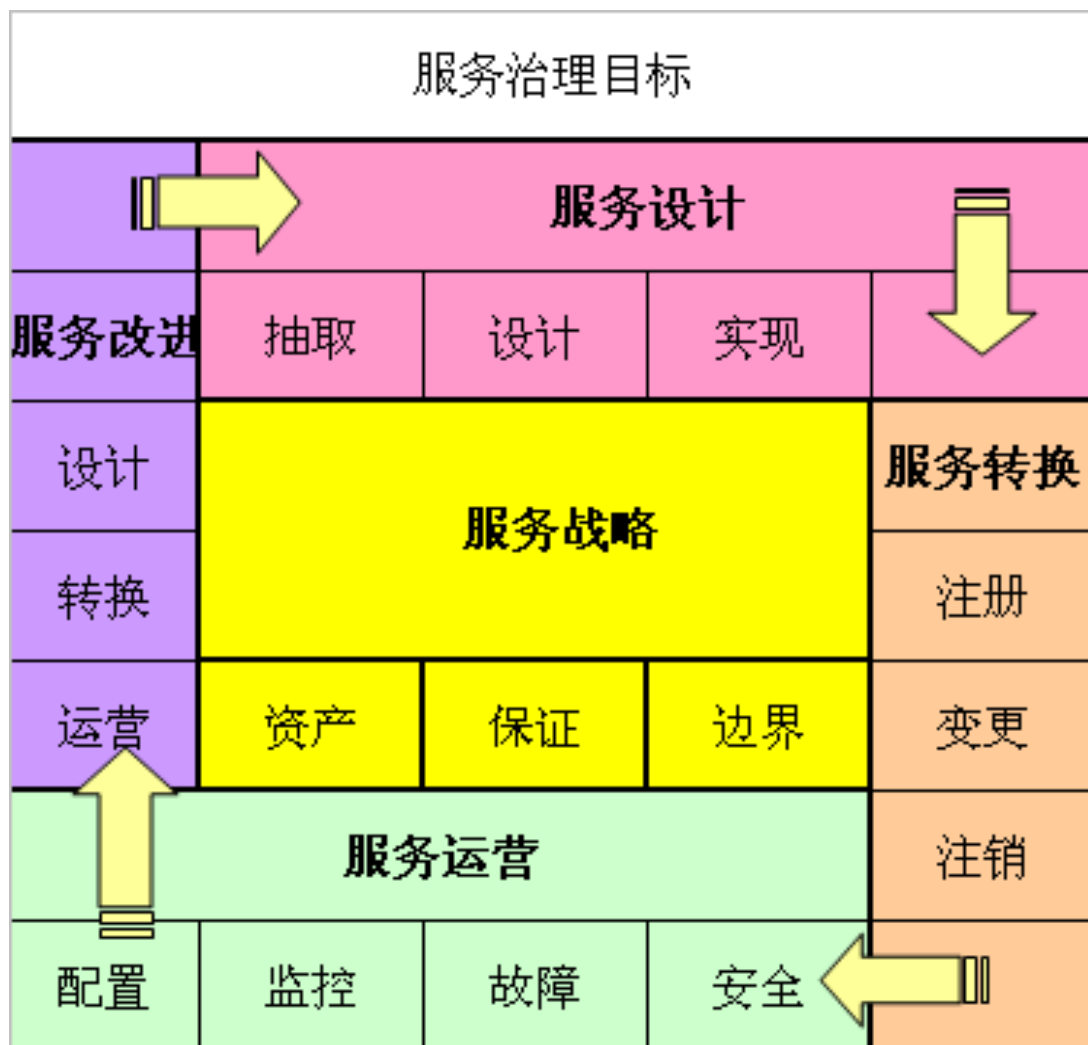 服务治理目标
服务设计
服务改进 抽取 设计 实现
设计 服务战略 服务转换
转换 注册
运营 资产 保证 边界 变更
服务运营 注销
配置 监控 故障 安全